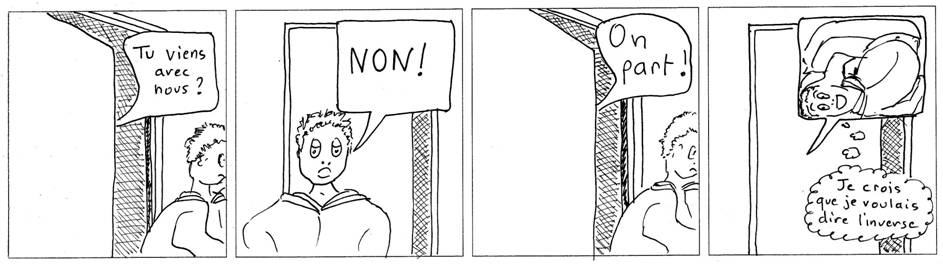 Tu viens
avec
nous ?
NON !
On
part !
Je crois
que je voulais
dire l'inverse